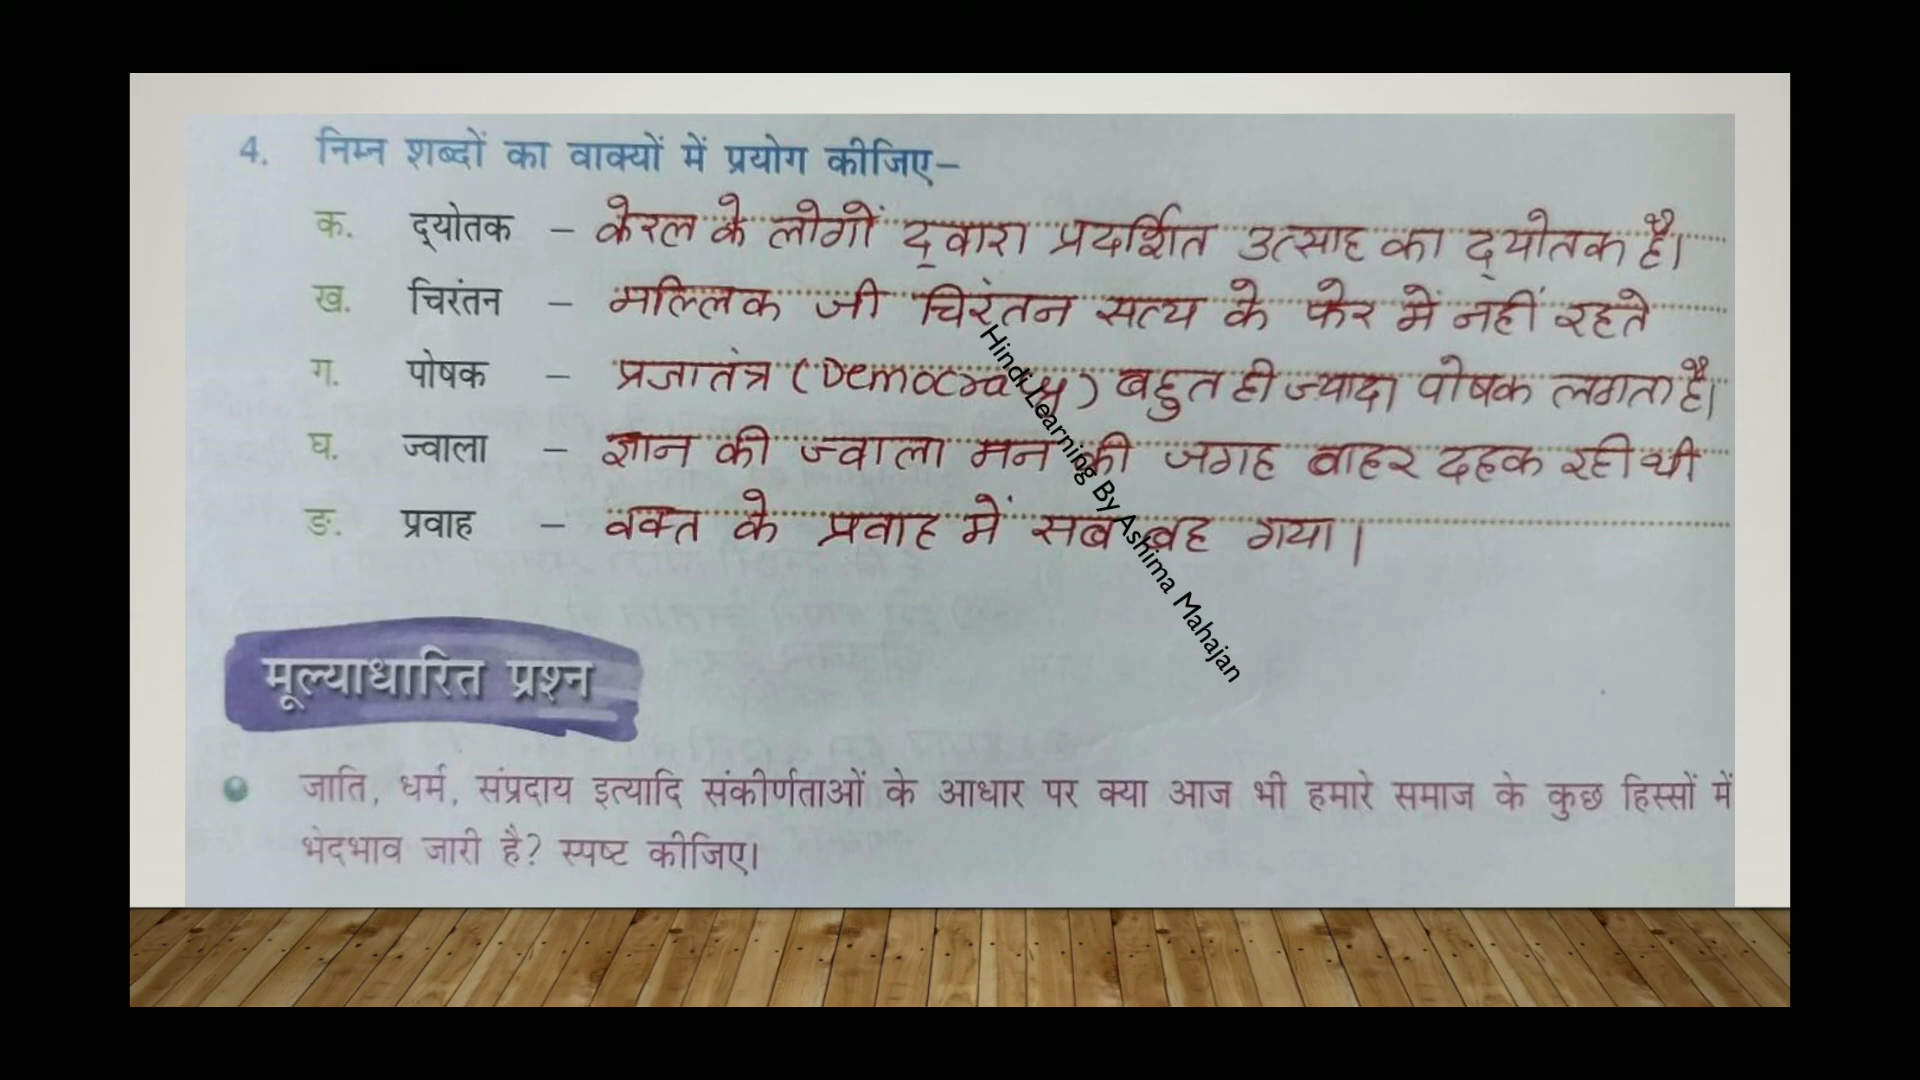 4. निम्न शब्दों का वाक्यों में प्रयोग कीजिए–
क. द्‌योतक – केरल के लोगों द्‌वारा प्रदर्शित उत्साह का द्‌योतक है।
ख. चिरंतन – मल्लिक जी चिरंतन सत्य के फेर में नहीं रहते
ग. पोषक – प्रजातंत्र (Democracy) बहुत ही ज्यादा पोषक लगता है।
घ. ज्वाला – ज्ञान की ज्वाला मन की जगह बाहर दहक रही थी
ङ. प्रवाह – वक्त के प्रवाह में सब बह गया।
Hindi Learning By Ashima Mahajan
मूल्याधारित प्रश्न
जाति, धर्म, संप्रदाय इत्यादि संकीर्णताओं के आधार पर क्या आज भी हमारे समाज के कुछ हिस्सों में
भेदभाव जारी है? स्पष्ट कीजिए।